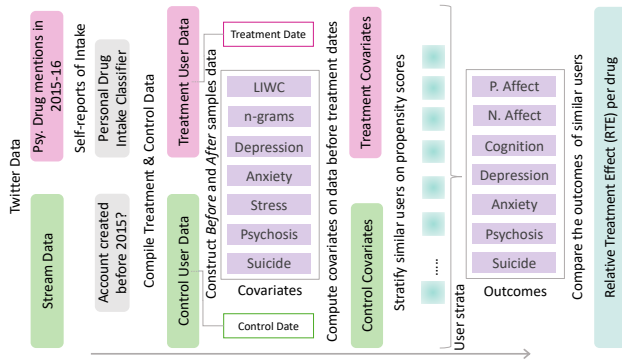 Twitter Data
Psy. Drug mentions in
2015-16
Stream Data
Self-reports of Intake
Personal Drug
Intake Classifier
Account created
before 2015?
Compile Treatment & Control Data
Treatment User Data
Control User Data
Construct Before and After samples data
Treatment Date
LIWC
n-grams
Depression
Anxiety
Stress
Psychosis
Suicide
Covariates
Control Date
Compute covariates on data before treatment dates
Treatment Covariates
Control Covariates
Stratify similar users on propensity scores
.....
User strata
P. Affect
N. Affect
Cognition
Depression
Anxiety
Psychosis
Suicide
Outcomes
Compare the outcomes of similar users
Relative Treatment Effect (RTE) per drug